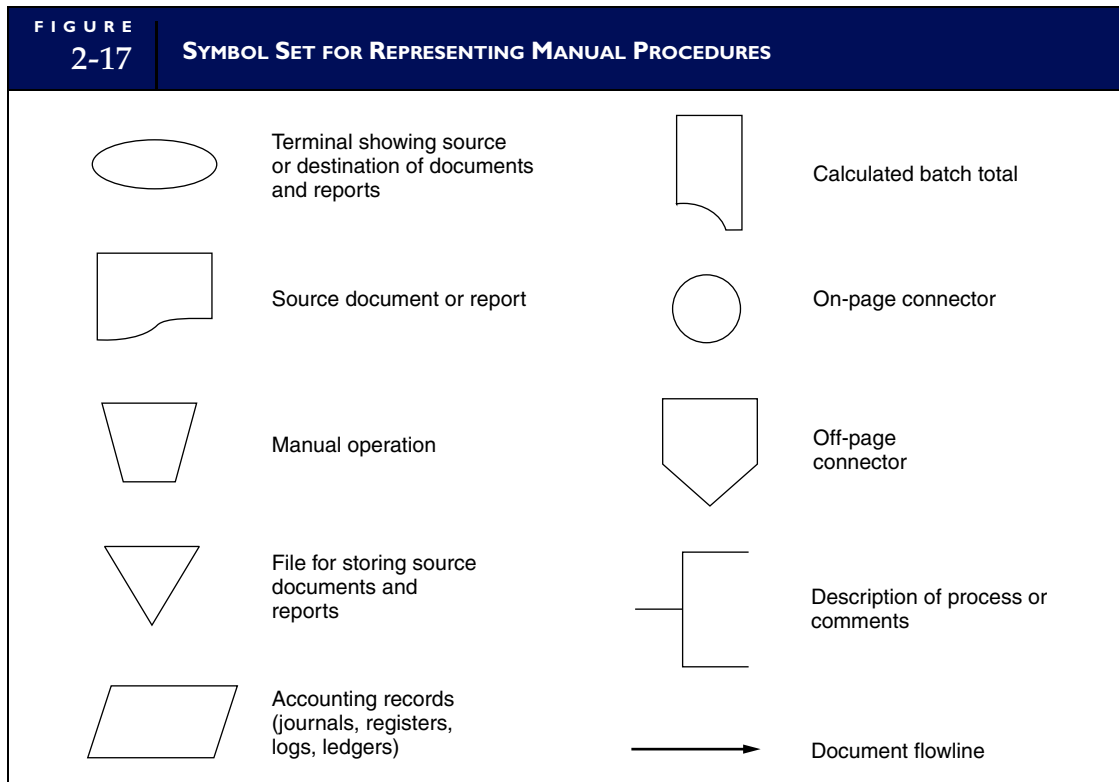 FIGURE
2-17
SYMBOL SET FOR REPRESENTING MANUAL PROCEDURES
Terminal showing source
or destination of documents
and reports
Calculated batch total
Source document or report
On-page connector
Manual operation
Off-page
connector
File for storing source
documents and
reports
Description of process or
comments
Accounting records
(journals, registers,
logs, ledgers)
Document flowline